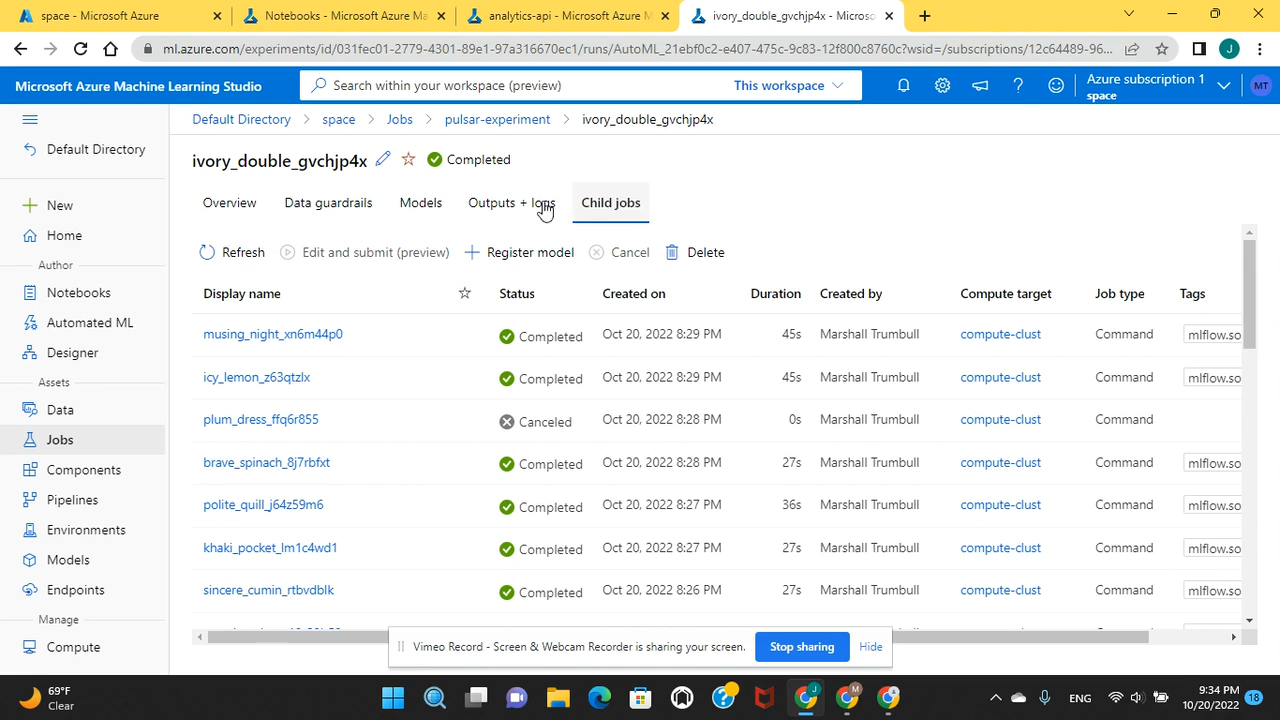 space - Microsoft Azure
Notebooks - Microsoft Azure Ma
analytics-api - Microsoft Azure M
ivory_double_gvchjp4x - Microso
ml.azure.com/experiments/id/031fec01-2779-4301-89e1-97a316670ec1/runs/AutoML_21ebf0c2-e407-475c-9c83-12f800c8760c?wsid=/subscriptions/12c64489-96...
J
Microsoft Azure Machine Learning Studio
Search within your workspace (preview)
This workspace
Azure subscription 1
space
MT
Default Directory
space
Jobs
pulsar-experiment
ivory_double_gvchjp4x
Default Directory
New
Home
Author
Notebooks
Automated ML
Designer
Assets
Data
Jobs
Components
Pipelines
Environments
Models
Endpoints
Manage
Compute
ivory_double_gvchjp4x Completed
Overview Data guardrails Models Outputs + logs Child jobs
Refresh Edit and submit (preview) Register model Cancel Delete
Display name Status Created on Duration Created by Compute target Job type Tags
musing_night_xn6m44p0 Completed Oct 20, 2022 8:29 PM 45s Marshall Trumbull compute-clust Command mlflow.so
icy_lemon_z63qtzlx Completed Oct 20, 2022 8:29 PM 45s Marshall Trumbull compute-clust Command mlflow.so
plum_dress_ffq6r855 Canceled Oct 20, 2022 8:28 PM 0s Marshall Trumbull compute-clust Command
brave_spinach_8j7rbfxt Completed Oct 20, 2022 8:28 PM 27s Marshall Trumbull compute-clust Command mlflow.so
polite_quill_j64z59m6 Completed Oct 20, 2022 8:27 PM 36s Marshall Trumbull compute-clust Command mlflow.so
khaki_pocket_lm1c4wd1 Completed Oct 20, 2022 8:27 PM 27s Marshall Trumbull compute-clust Command mlflow.so
sincere_cumin_rtbvdblk Completed Oct 20, 2022 8:26 PM 27s Marshall Trumbull compute-clust Command mlflow.so
Vimeo Record - Screen & Webcam Recorder is sharing your screen. Stop sharing Hide
69°F
Clear
ENG
9:34 PM
10/20/2022
18